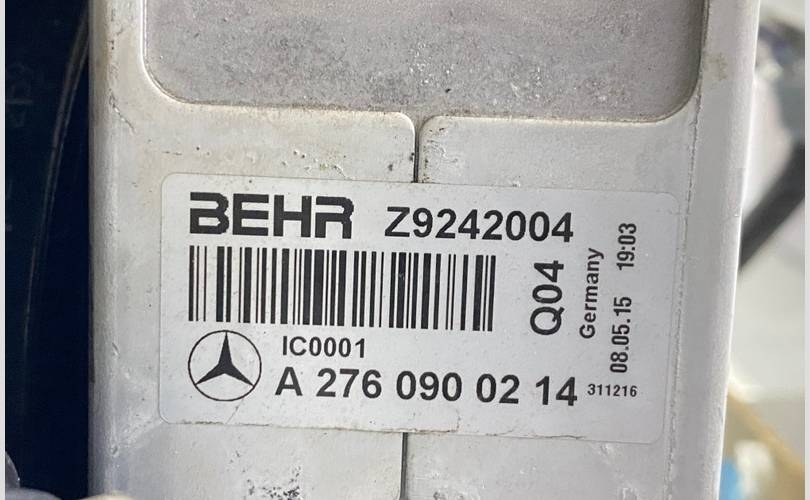 BEHR Z9242004
Q04
Germany
08.05.15 19:03
IC0001
A 276 090 02 14 311216